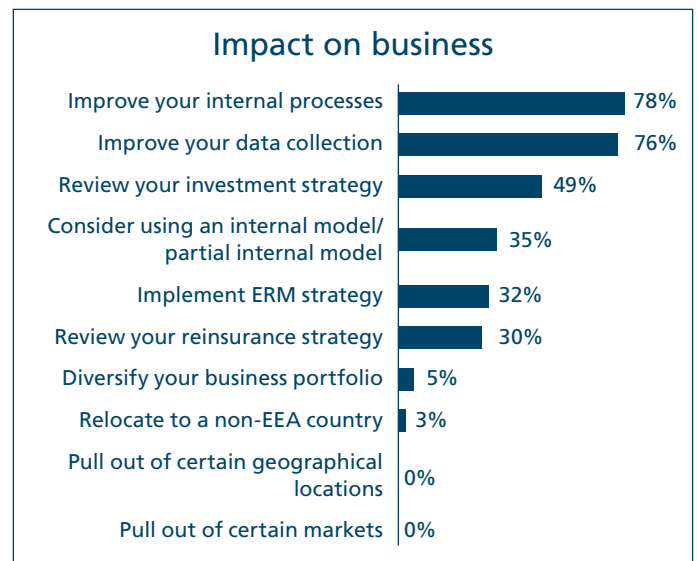 Impact on business
Improve your internal processes 78%
Improve your data collection 76%
Review your investment strategy 49%
Consider using an internal model/
partial internal model 35%
Implement ERM strategy 32%
Review your reinsurance strategy 30%
Diversify your business portfolio 5%
Relocate to a non-EEA country 3%
Pull out of certain geographical
locations 0%
Pull out of certain markets 0%